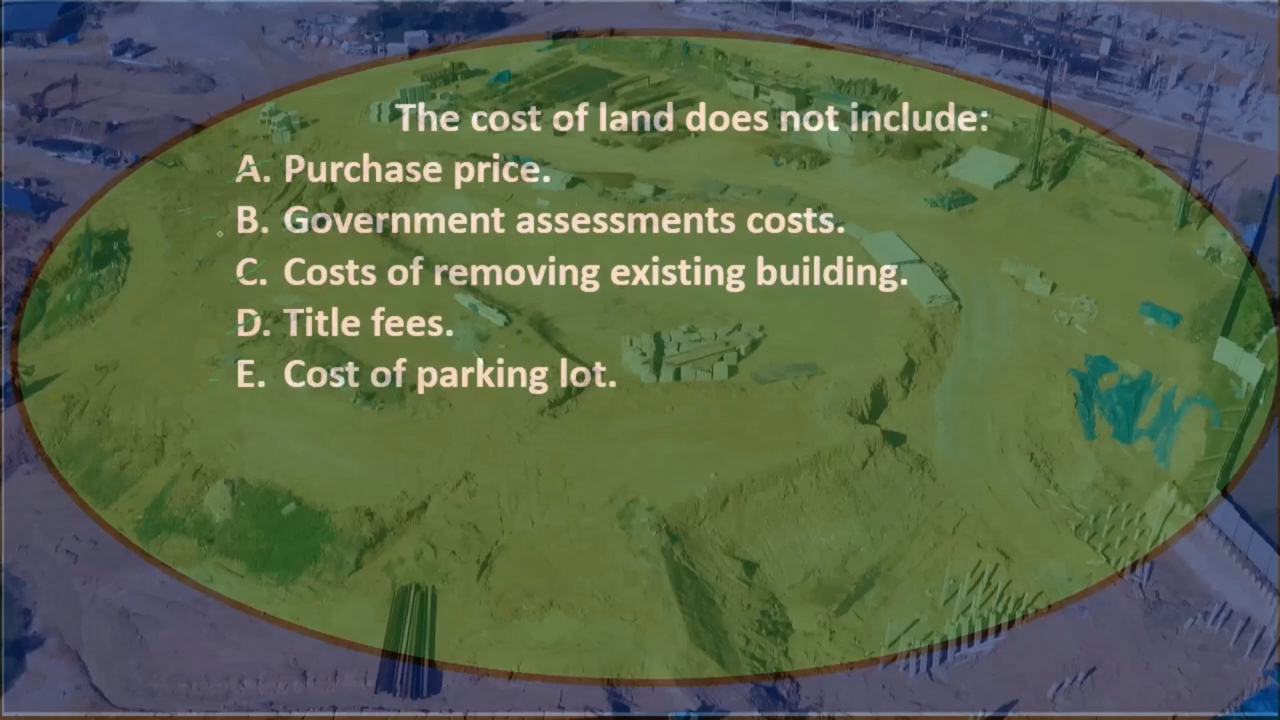 The cost of land does not include:
A. Purchase price.
B. Government assessments costs.
C. Costs of removing existing building.
D. Title fees.
E. Cost of parking lot.